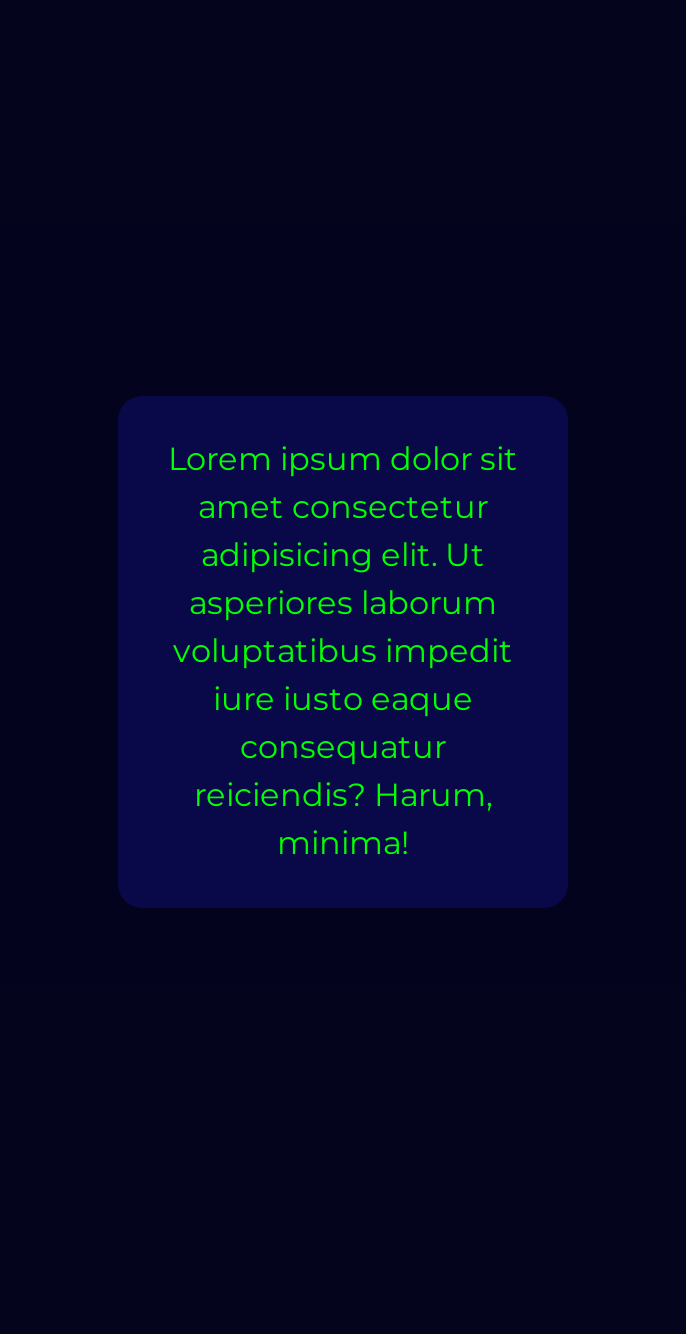 Lorem ipsum dolor sit
amet consectetur
adipisicing elit. Ut
asperiores laborum
voluptatibus impedit
iure iusto eaque
consequatur
reiciendis? Harum,
minima!